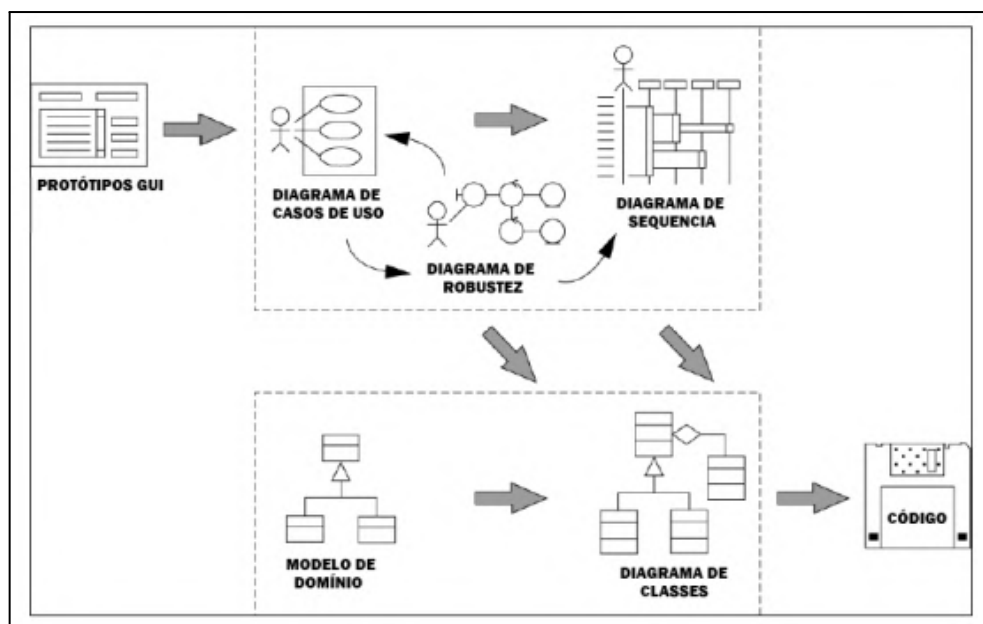 PROTÓTIPOS GUI
DIAGRAMA DE
CASOS DE USO
DIAGRAMA DE
ROBUSTEZ
DIAGRAMA DE
SEQUENCIA
MODELO DE
DOMÍNIO
DIAGRAMA DE
CLASSES
CÓDIGO